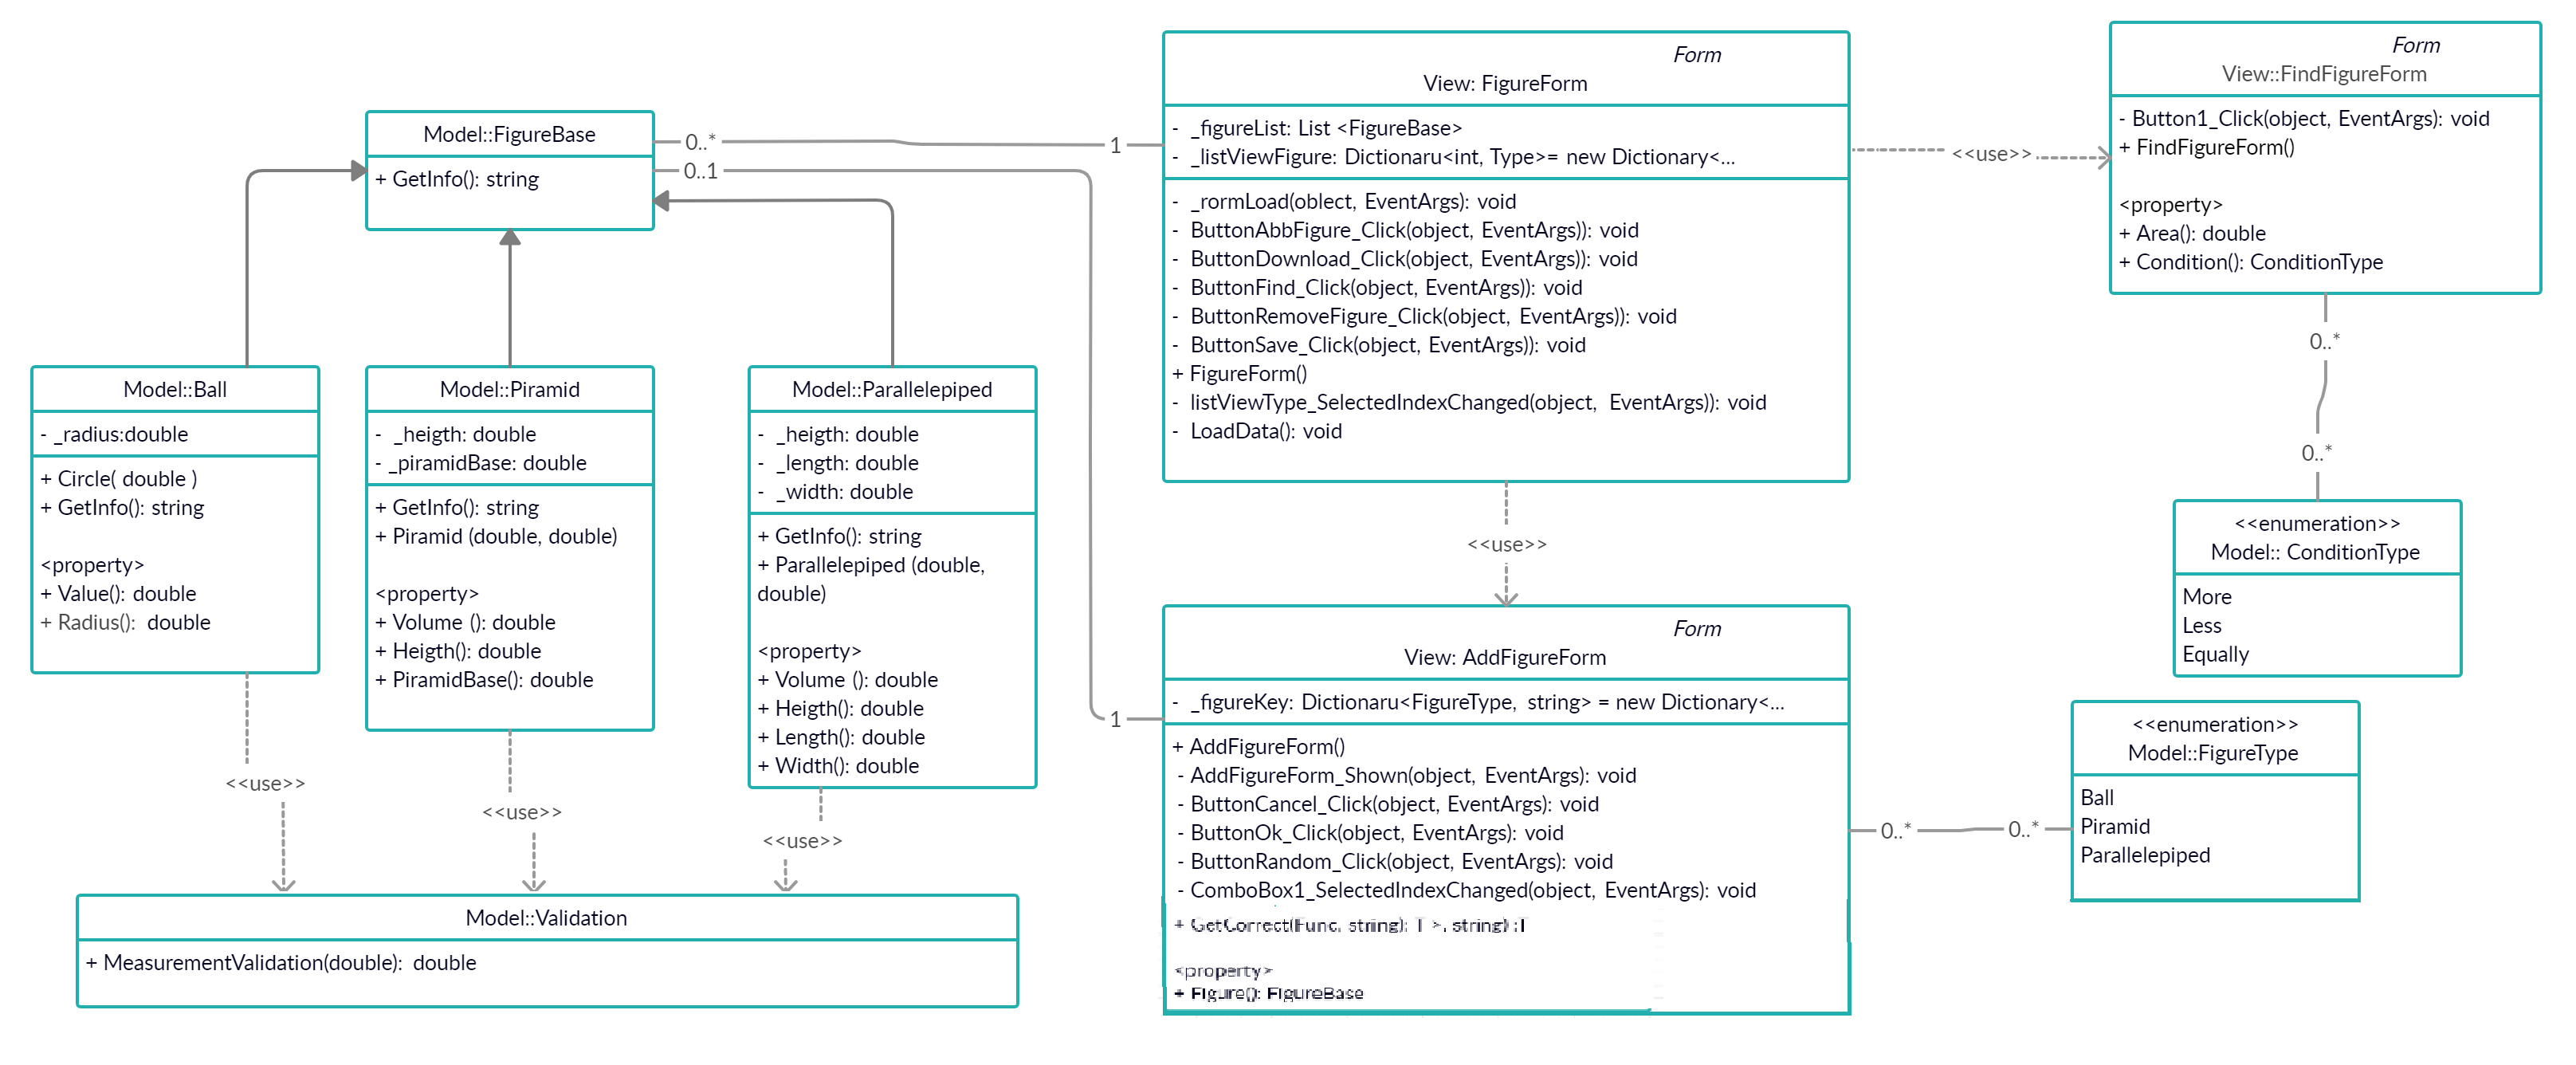 Model::FigureBase
+ GetInfo(): string
0..*
0..1
1
1
Model::Ball
- _radius:double
+ Circle( double )
+ GetInfo(): string
<property>
+ Value(): double
+ Radius():  double
<<use>>
Model::Piramid
-  _heigth: double
- _piramidBase: double
+ GetInfo(): string
+ Piramid (double, double)
<property>
+ Volume (): double
+ Heigth(): double
+ PiramidBase(): double
<<use>>
Model::Parallelepiped
-  _heigth: double
-  _length: double
-  _width: double
+ GetInfo(): string
+ Parallelepiped (double,
double)
<property>
+ Volume (): double
+ Heigth(): double
+ Length(): double
+ Width(): double
<<use>>
Model::Validation
+ MeasurementValidation(double):  double
Form
View: FigureForm
-  _figureList: List <FigureBase>
-  _listViewFigure: Dictionaru<int, Type>= new Dictionary<...
-  _rormLoad(oblect, EventArgs): void
-  ButtonAbbFigure_Click(object, EventArgs)): void
-  ButtonDownload_Click(object, EventArgs)): void
-  ButtonFind_Click(object, EventArgs)): void
-  ButtonRemoveFigure_Click(object,  EventArgs)): void
-  ButtonSave_Click(object, EventArgs)): void
+ FigureForm()
-  listViewType_SelectedIndexChanged(object,  EventArgs)): void
-  LoadData(): void
<<use>>
<<use>>
Form
View: AddFigureForm
-  _figureKey: Dictionaru<FigureType,  string> = new Dictionary<...
+ AddFigureForm()
- AddFigureForm_Shown(object,  EventArgs): void
- ButtonCancel_Click(object, EventArgs): void
- ButtonOk_Click(object, EventArgs): void
- ButtonRandom_Click(object, EventArgs): void
- ComboBox1_SelectedIndexChanged(object, EventArgs): void
+ GetCorrect(Func, string): T >, string) :T
<property>
+ Figure(): FigureBase
Form
View::FindFigureForm
- Button1_Click(object, EventArgs): void
+ FindFigureForm()
<property>
+ Area(): double
+ Condition(): ConditionType
0..*
0..*
<<enumeration>>
Model:: ConditionType
More
Less
Equally
<<enumeration>>
Model::FigureType
Ball
Piramid
Parallelepiped
0..*
0..*